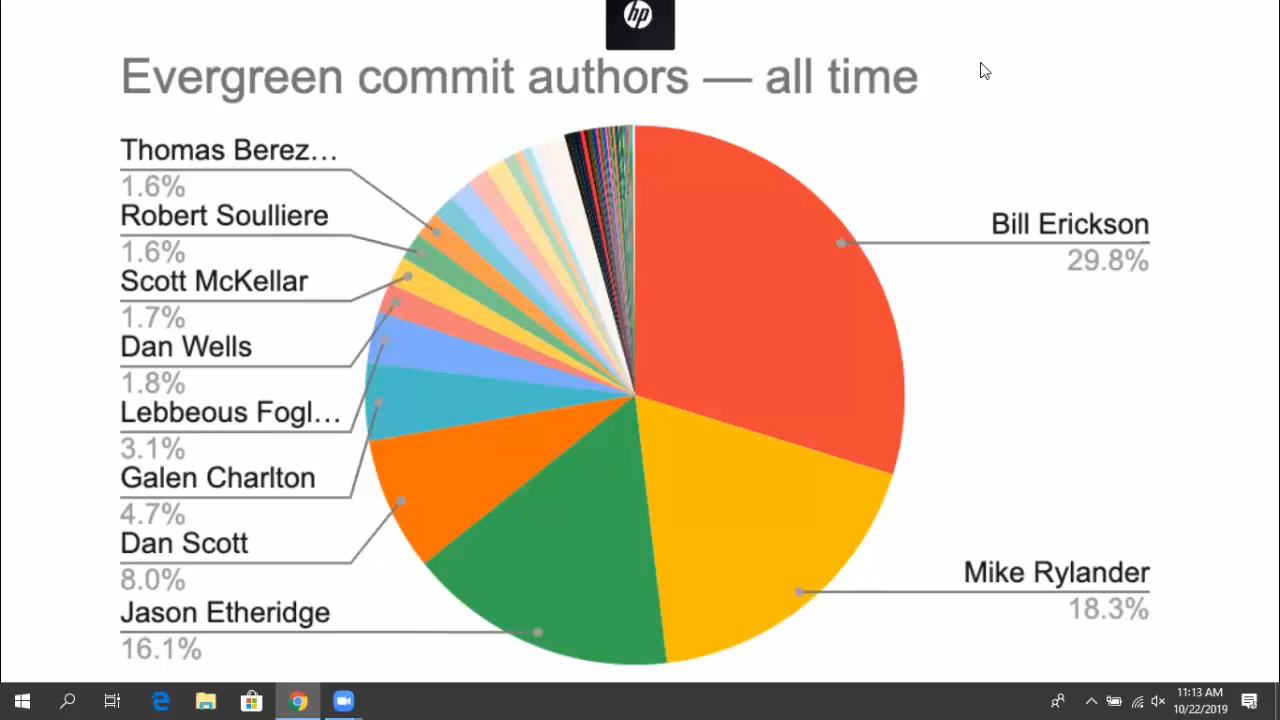 hp
Evergreen commit authors — all time
Thomas Berez…
1.6%
Robert Soulliere
1.6%
Scott McKellar
1.7%
Dan Wells
1.8%
Lebbeous Fogl…
3.1%
Galen Charlton
4.7%
Dan Scott
8.0%
Jason Etheridge
16.1%
Bill Erickson
29.8%
Mike Rylander
18.3%
11:13 AM
10/22/2019